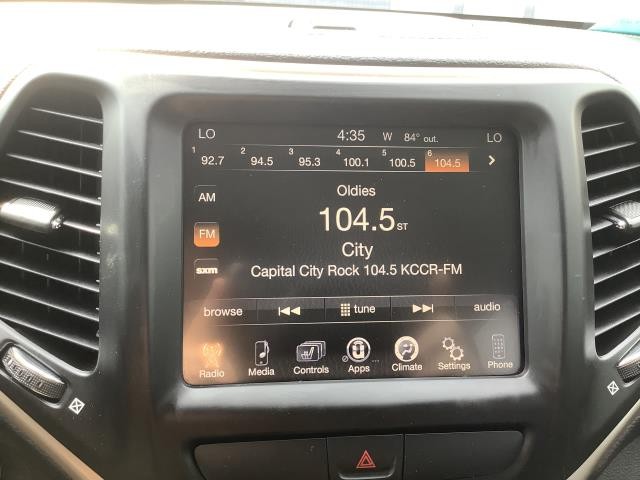 LO 4:35 W 84° out. LO
1 92.7 2 94.5 3 95.3 4 100.1 5 100.5 6 104.5
Oldies
AM
104.5 ST
FM
City
Capital City Rock 104.5 KCCR-FM
sxm
browse tune audio
Radio Media Controls Apps Climate Settings Phone